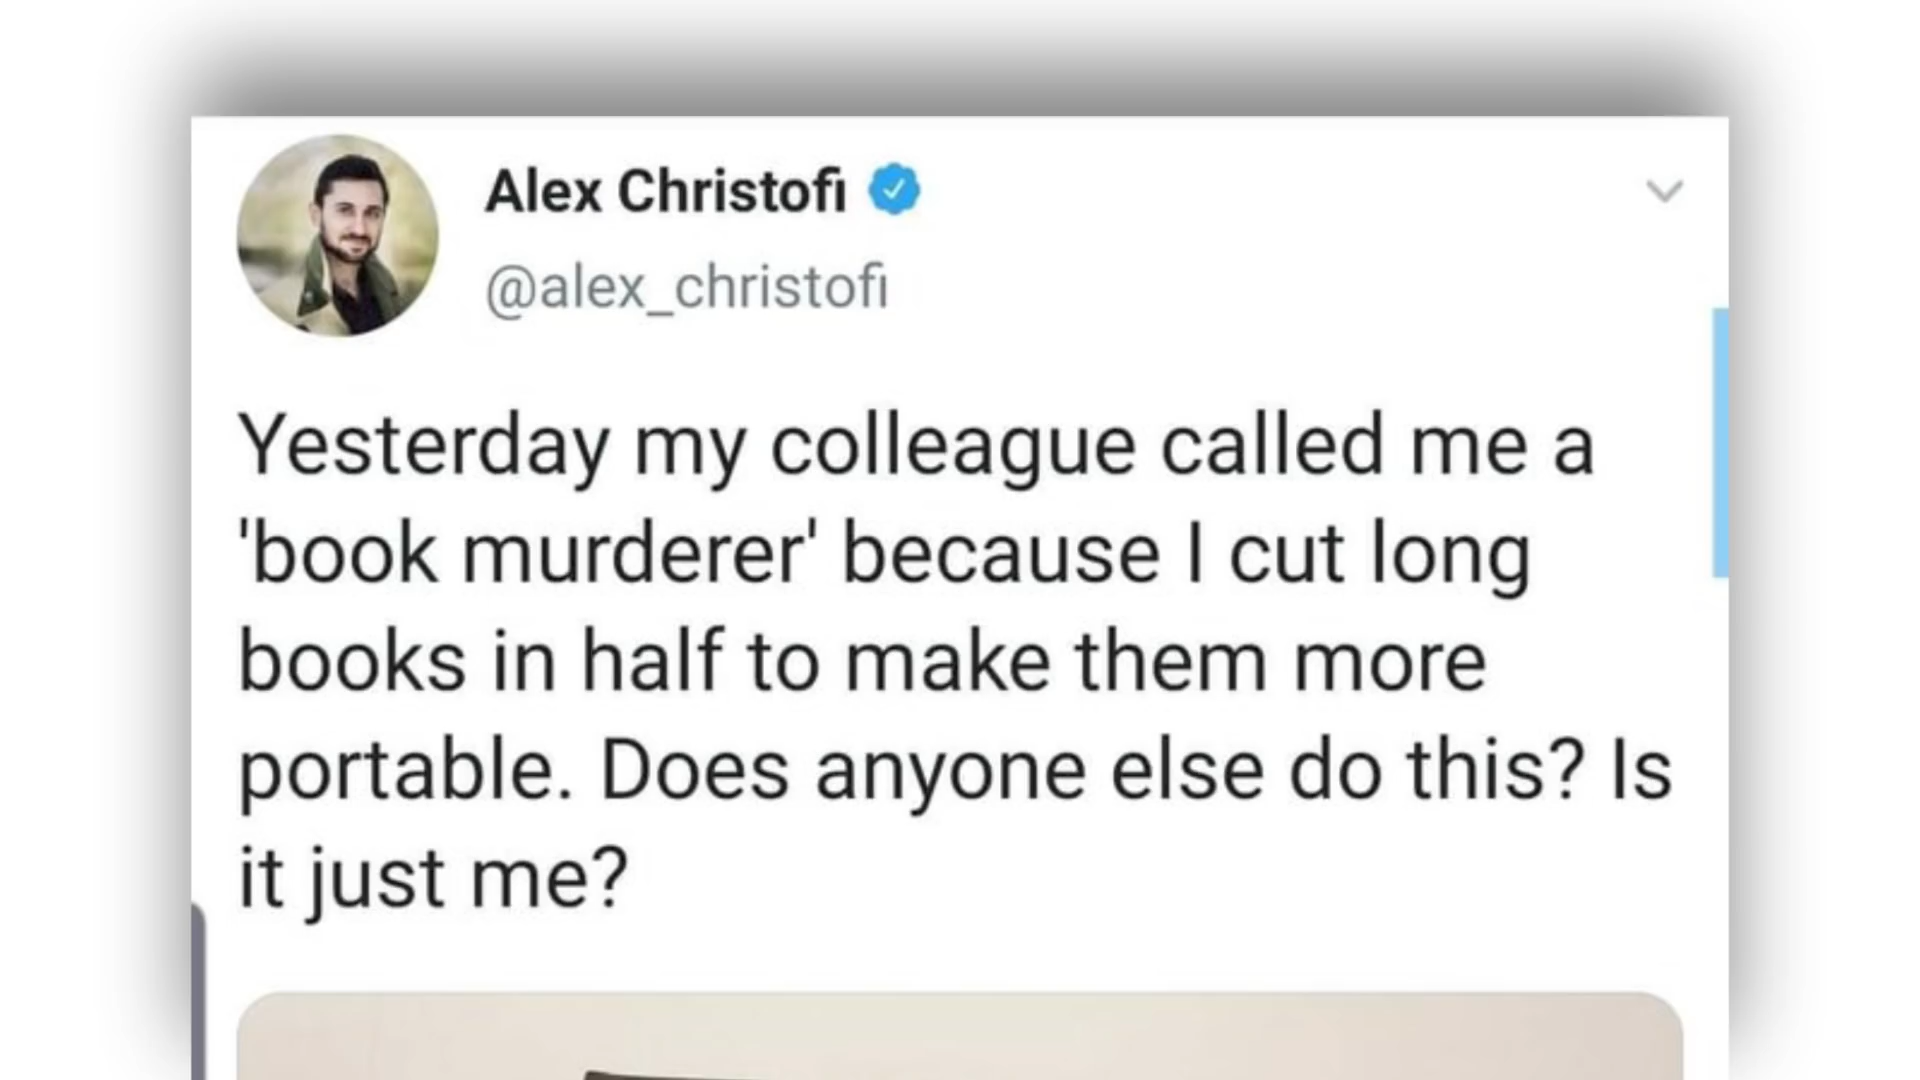 Alex Christofi
@alex_christofi
Yesterday my colleague called me a
'book murderer' because I cut long
books in half to make them more
portable. Does anyone else do this? Is
it just me?